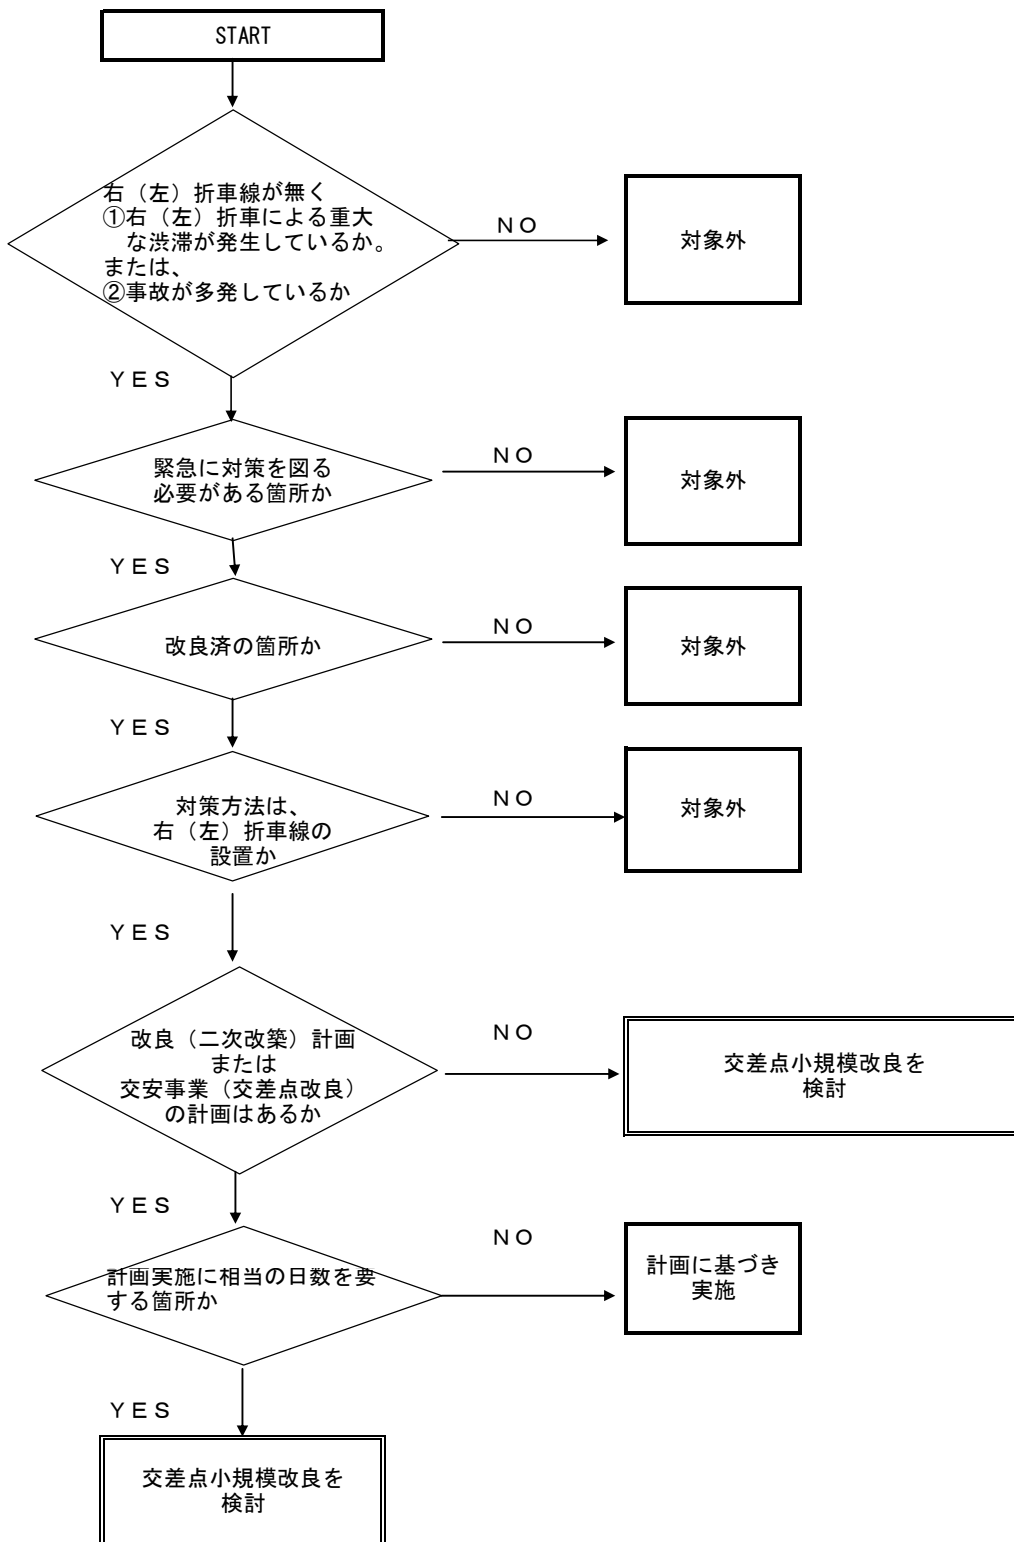 START
右（左）折車線が無く
①右（左）折車による重大
な渋滞が発生しているか。
または、
②事故が多発しているか
ＮＯ
対象外
ＹＥＳ
緊急に対策を図る
必要がある箇所か
ＮＯ
対象外
ＹＥＳ
改良済の箇所か
ＮＯ
対象外
ＹＥＳ
対策方法は、
右（左）折車線の
設置か
ＮＯ
対象外
ＹＥＳ
改良（二次改築）計画
または
交安事業（交差点改良）
の計画はあるか
ＮＯ
交差点小規模改良を
検討
ＹＥＳ
計画実施に相当の日数を要
する箇所か
ＮＯ
計画に基づき
実施
ＹＥＳ
交差点小規模改良を
検討